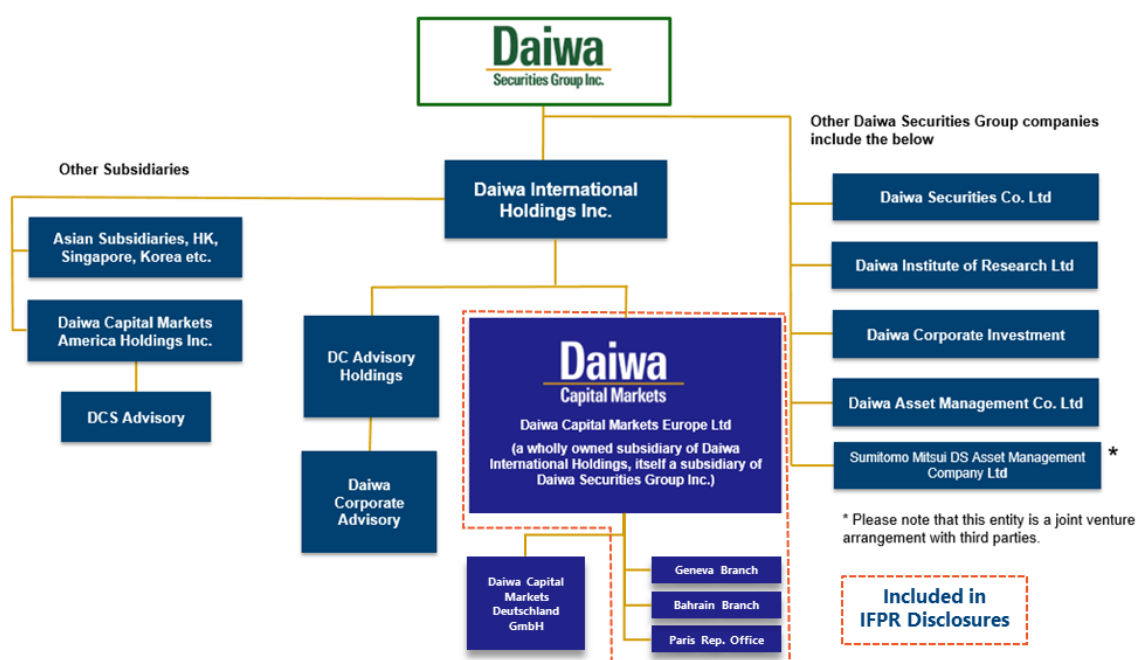 Daiwa
Securities Group Inc.
Other Daiwa Securities Group companies
include the below
Other Subsidiaries
Daiwa International
Holdings Inc.
Daiwa Securities Co. Ltd
Asian Subsidiaries, HK,
Singapore, Korea etc.
Daiwa Institute of Research Ltd
Daiwa Capital Markets
America Holdings Inc.
DC Advisory
Holdings
Daiwa
Capital Markets
Daiwa Capital Markets Europe Ltd
(a wholly owned subsidiary of Daiwa
International Holdings, itself a subsidiary of
Daiwa Securities Group Inc.)
Daiwa Corporate Investment
DCS Advisory
Daiwa Asset Management Co. Ltd
Daiwa
Corporate
Advisory
Sumitomo Mitsui DS Asset Management
Company Ltd
*
* Please note that this entity is a joint venture
arrangement with third parties.
Daiwa Capital
Markets
Deutschland
GmbH
Geneva Branch
Bahrain Branch
Paris Rep. Office
Included in
IFPR Disclosures